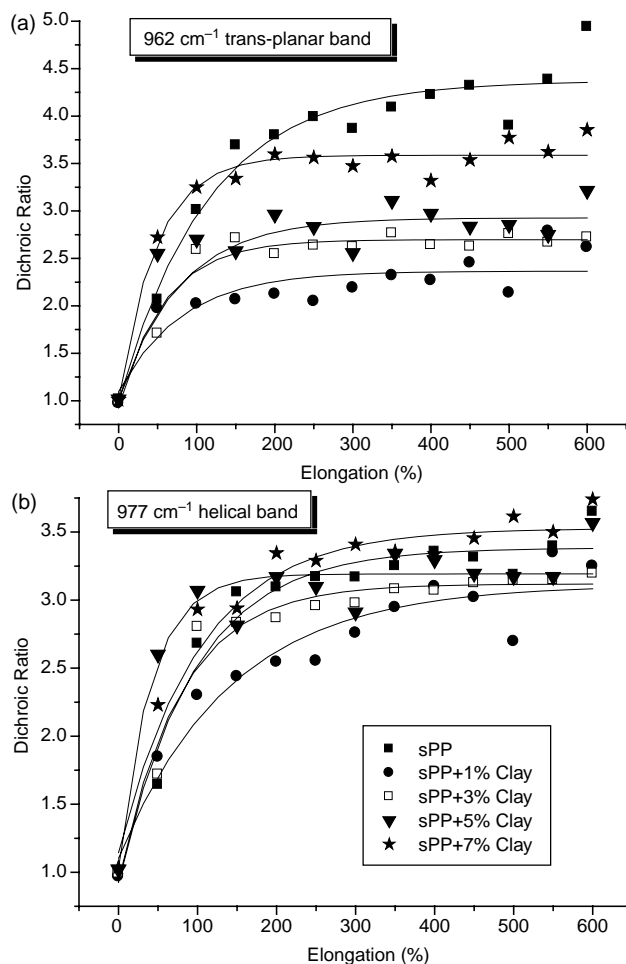 (a)
962 cm⁻¹ trans-planar band
5.0
4.5
4.0
3.5
3.0
2.5
2.0
1.5
1.0
Dichroic Ratio
0 100 200 300 400 500 600
Elongation (%)
(b)
977 cm⁻¹ helical band
3.5
3.0
2.5
2.0
1.5
1.0
Dichroic Ratio
sPP
sPP+1% Clay
sPP+3% Clay
sPP+5% Clay
sPP+7% Clay
0 100 200 300 400 500 600
Elongation (%)